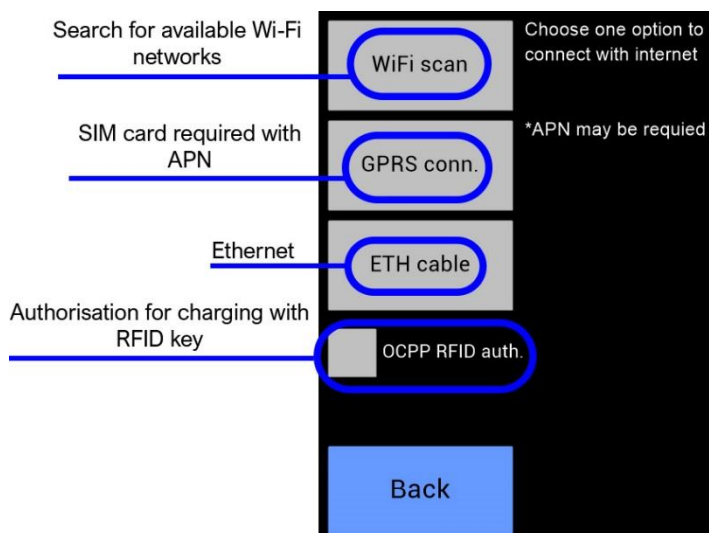 Search for available Wi-Fi
networks
WiFi scan
Choose one option to
connect with internet
SIM card required with
APN
GPRS conn.
*APN may be requied
Ethernet
ETH cable
Authorisation for charging with
RFID key
OCPP RFID auth.
Back